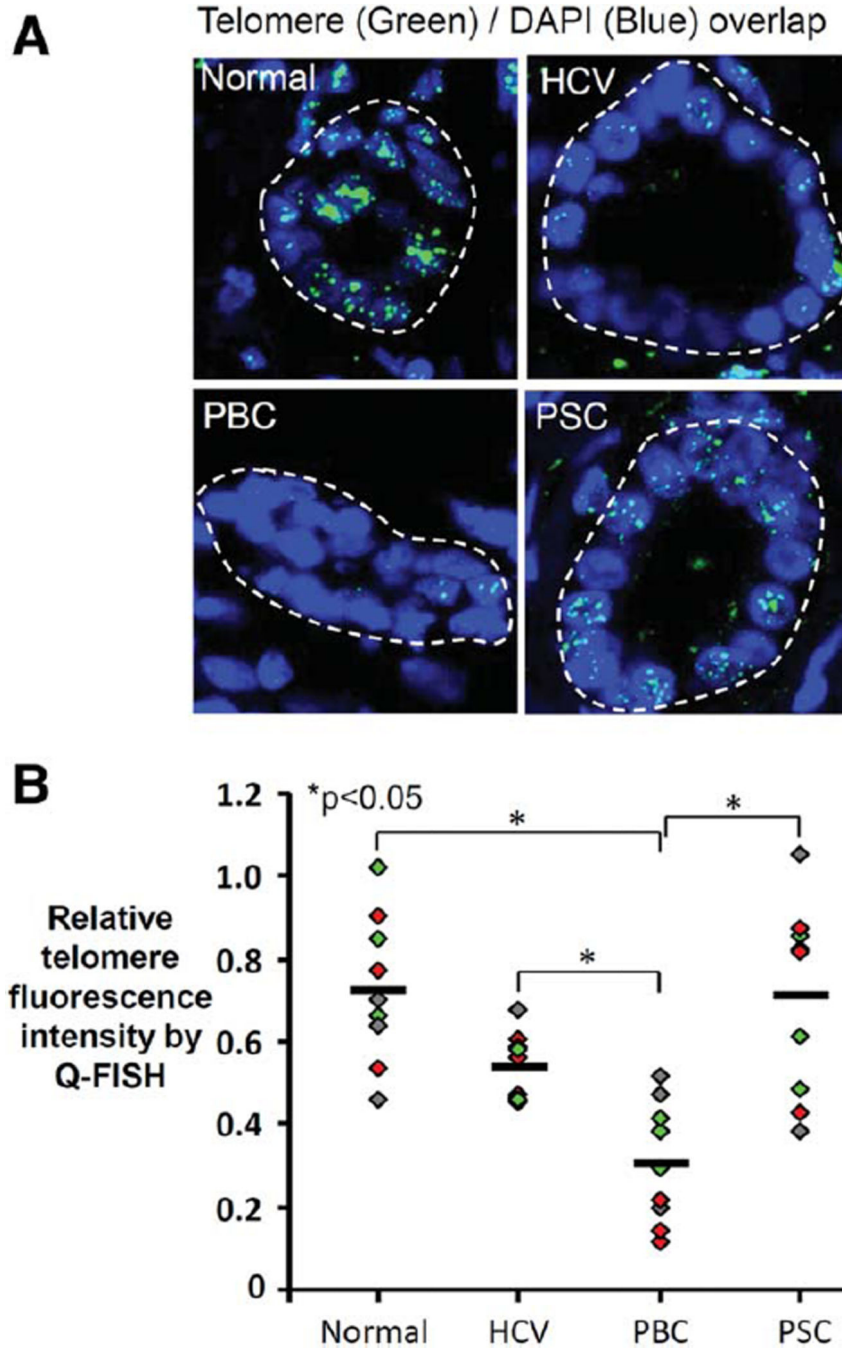 A
Telomere (Green) / DAPI (Blue) overlap
Normal
HCV
PBC
PSC
B
*p<0.05
*
*
*
Relative
telomere
fluorescence
intensity by
Q-FISH
1.2
1.0
0.8
0.6
0.4
0.2
0
Normal
HCV
PBC
PSC